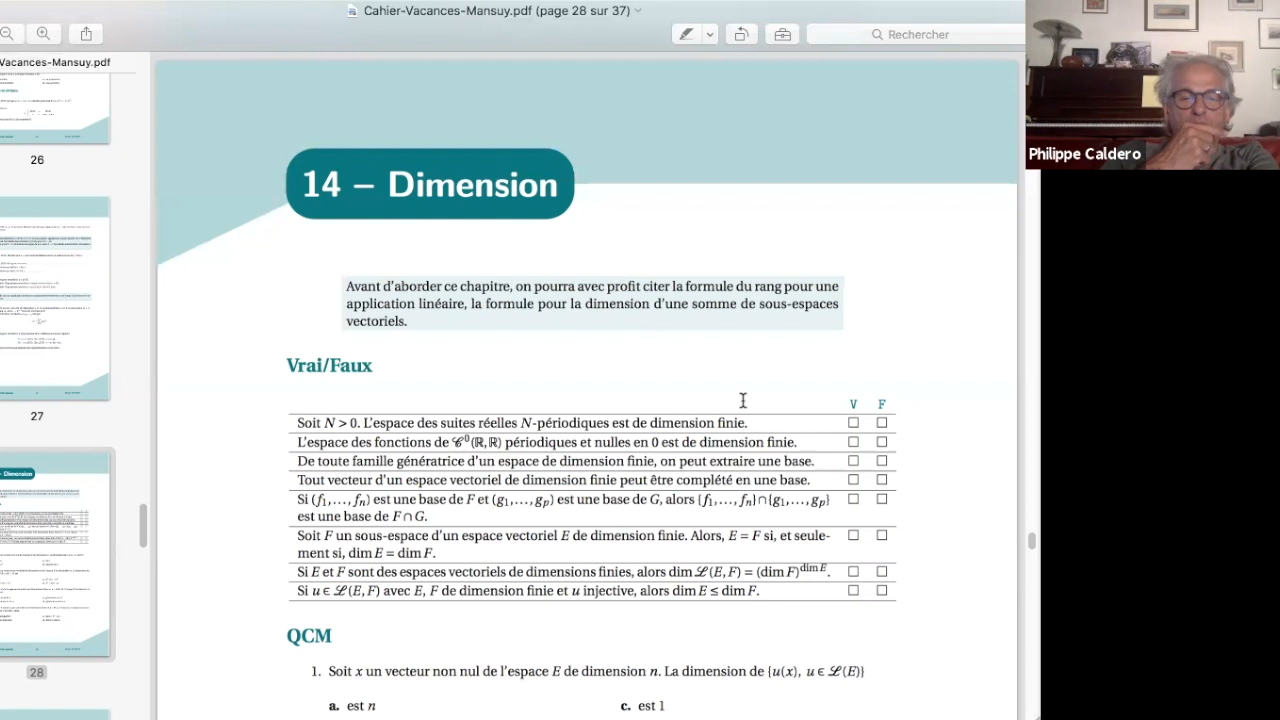 Cahier-Vacances-Mansuy.pdf (page 28 sur 37)
Rechercher
Vacances-Mansuy.pdf
26
27
28
Philippe Caldero
14 – Dimension
Avant d'aborder ce chapitre, on pourra avec profit citer la formule du rang pour une
application linéaire, la formule pour la dimension d'une somme de sous-espaces
vectoriels.
Vrai/Faux
V F
Soit N > 0. L'espace des suites réelles N-périodiques est de dimension finie.
L'espace des fonctions de 𝒞⁰(ℝ,ℝ) périodiques et nulles en 0 est de dimension finie.
De toute famille génératrice d'un espace de dimension finie, on peut extraire une base.
Tout vecteur d'un espace vectoriel de dimension finie peut être complété en une base.
Si (f₁,…,fₙ) est une base de F et (g₁,…,gₚ) est une base de G, alors {f₁,…,fₙ}∩{g₁,…,gₚ}
est une base de F∩G.
Soit F un sous-espace d'un espace vectoriel E de dimension finie. Alors, E = F si, et seule-
ment si, dim E = dim F.
Si E et F sont des espaces vectoriels de dimensions finies, alors dim ℒ(E,F) = (dim F)^dim E.
Si u ∈ ℒ(E,F) avec E, F de dimension finie et u injective, alors dim E ≤ dim F.
QCM
1. Soit x un vecteur non nul de l'espace E de dimension n. La dimension de {u(x), u ∈ ℒ(E)}
a. est n
c. est 1